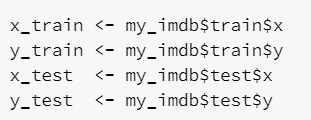 x_train <- my_imdb$train$x
y_train <- my_imdb$train$y
x_test  <- my_imdb$test$x
y_test  <- my_imdb$test$y